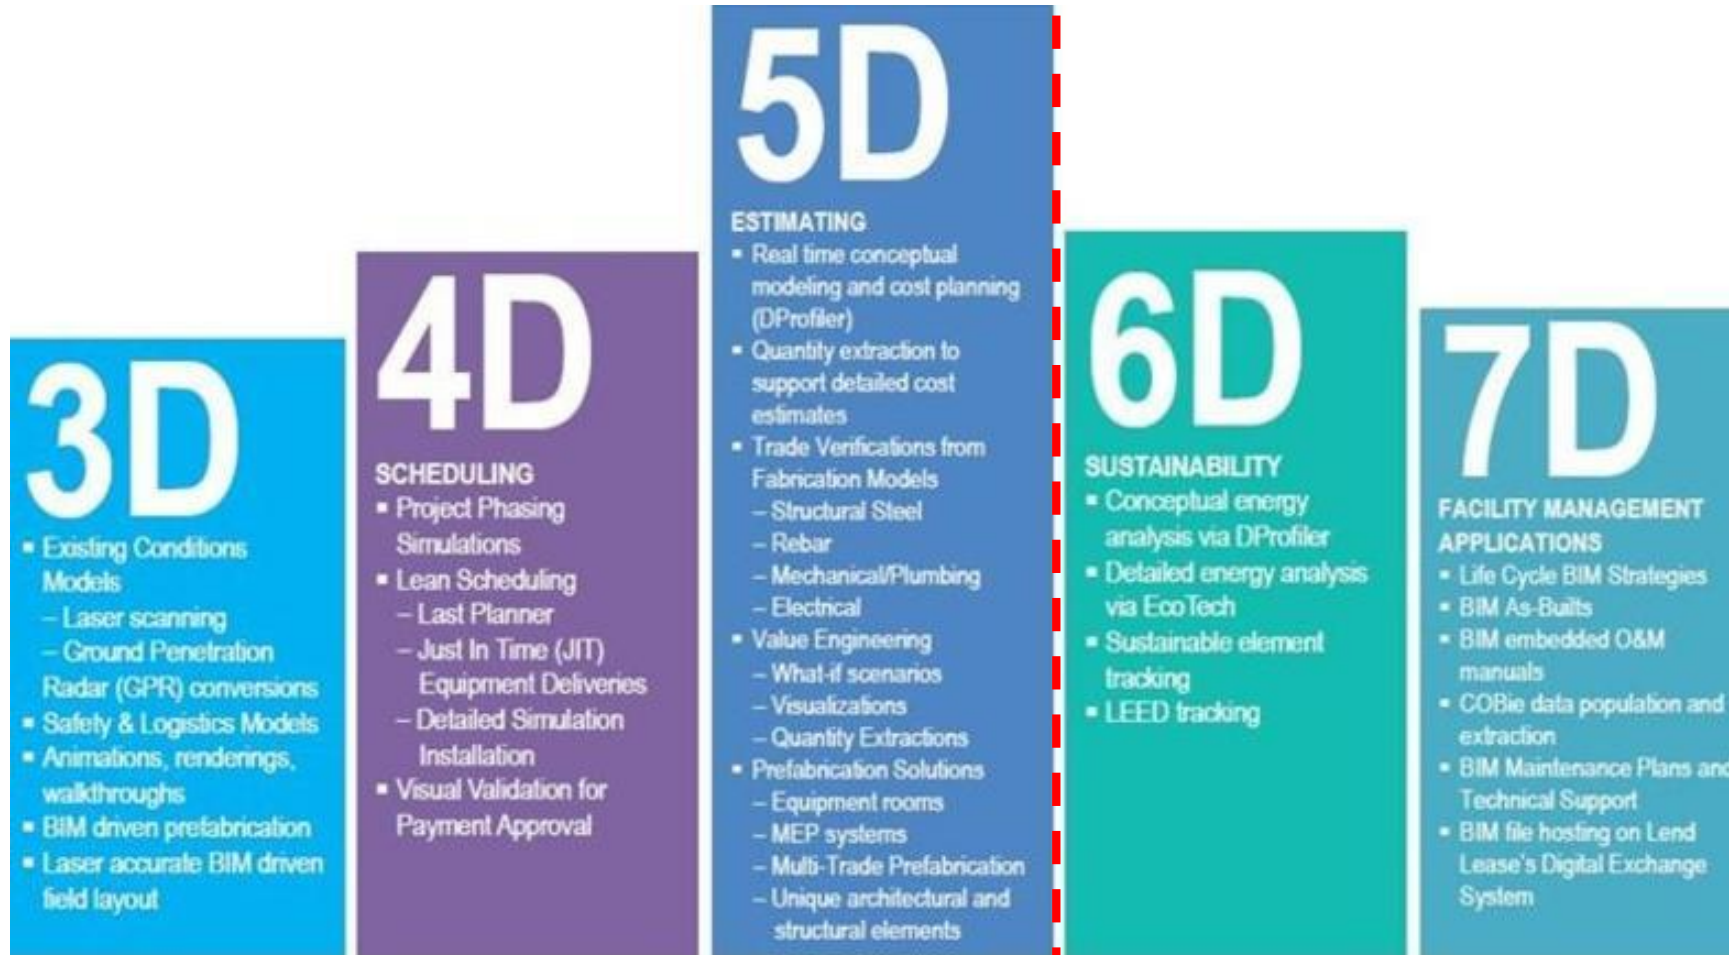 3D
▪ Existing Conditions
Models
– Laser scanning
– Ground Penetration
Radar (GPR) conversions
▪ Safety & Logistics Models
▪ Animations, renderings,
walkthroughs
▪ BIM driven prefabrication
▪ Laser accurate BIM driven
field layout
4D
SCHEDULING
▪ Project Phasing
Simulations
▪ Lean Scheduling
– Last Planner
– Just In Time (JIT)
Equipment Deliveries
– Detailed Simulation
Installation
▪ Visual Validation for
Payment Approval
5D
ESTIMATING
▪ Real time conceptual
modeling and cost planning
(DProfiler)
▪ Quantity extraction to
support detailed cost
estimates
▪ Trade Verifications from
Fabrication Models
– Structural Steel
– Rebar
– Mechanical/Plumbing
– Electrical
▪ Value Engineering
– What-if scenarios
– Visualizations
– Quantity Extractions
▪ Prefabrication Solutions
– Equipment rooms
– MEP systems
– Multi-Trade Prefabrication
– Unique architectural and
structural elements
6D
SUSTAINABILITY
▪ Conceptual energy
analysis via DProfiler
▪ Detailed energy analysis
via EcoTech
▪ Sustainable element
tracking
▪ LEED tracking
7D
FACILITY MANAGEMENT
APPLICATIONS
▪ Life Cycle BIM Strategies
▪ BIM As-Builts
▪ BIM embedded O&M
manuals
▪ COBie data population and
extraction
▪ BIM Maintenance Plans and
Technical Support
▪ BIM file hosting on Lend
Lease's Digital Exchange
System